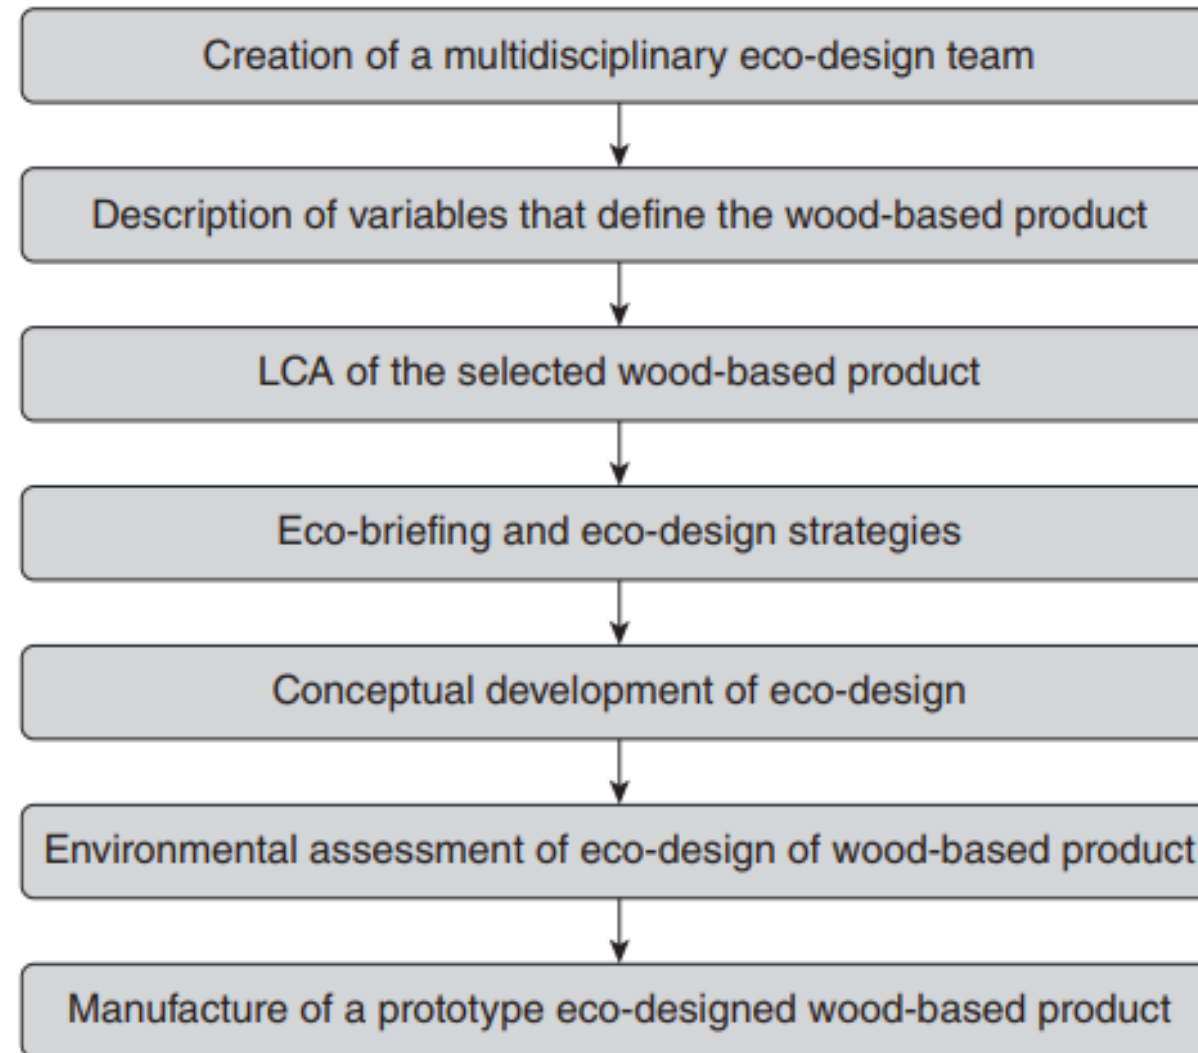 Creation of a multidisciplinary eco-design team
Description of variables that define the wood-based product
LCA of the selected wood-based product
Eco-briefing and eco-design strategies
Conceptual development of eco-design
Environmental assessment of eco-design of wood-based product
Manufacture of a prototype eco-designed wood-based product